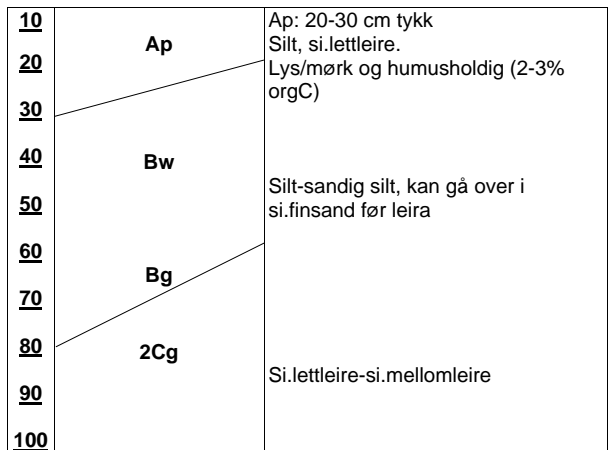 10
Ap
Ap: 20-30 cm tykk
Silt, si.lettleire.
20
Lys/mørk og humusholdig (2-3%
orgC)
30
40
Bw
Silt-sandig silt, kan gå over i
50
si.finsand før leira
60
Bg
70
80
2Cg
Si.lettleire-si.mellomleire
90
100